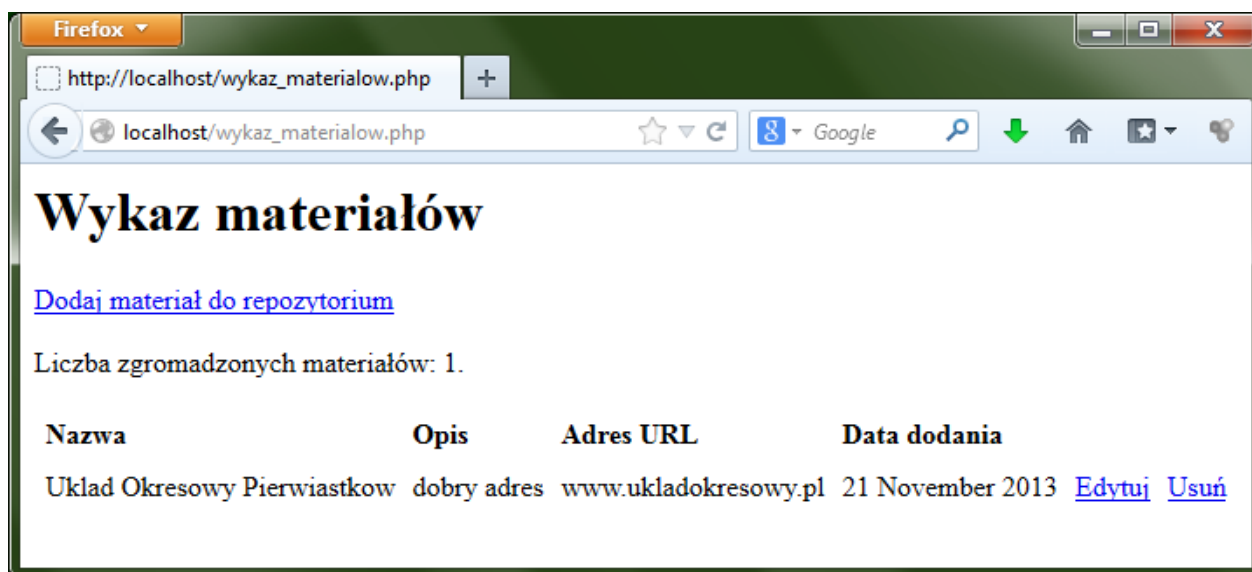 Firefox
http://localhost/wykaz_materialow.php
localhost/wykaz_materialow.php
Google
Wykaz materiałów
Dodaj materiał do repozytorium
Liczba zgromadzonych materiałów: 1.
Nazwa Opis Adres URL Data dodania
Uklad Okresowy Pierwiastkow dobry adres www.ukladokresowy.pl 21 November 2013 Edytuj Usuń